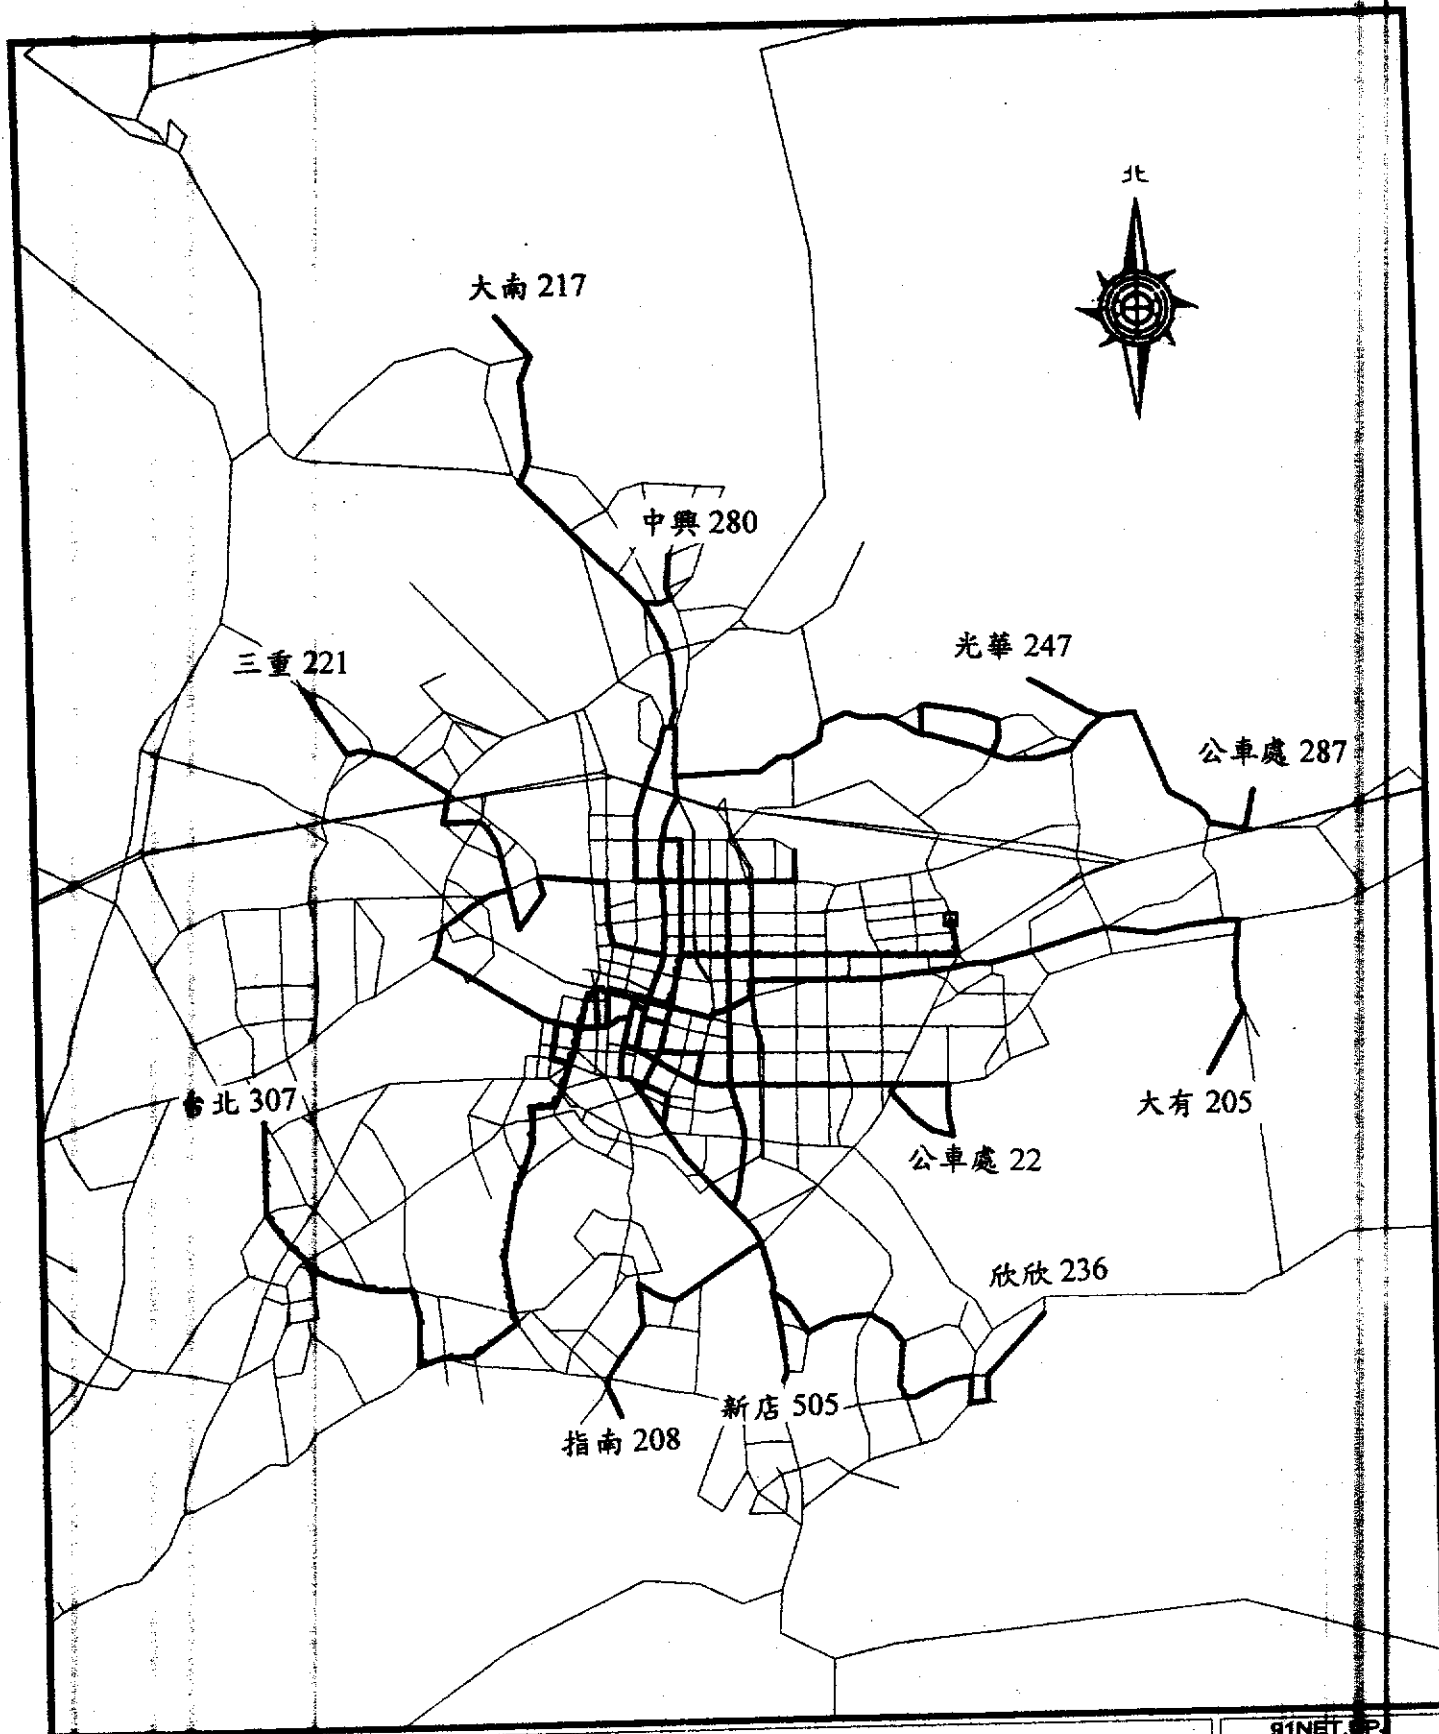 北
大南 217
中興 280
光華 247
三重 221
公車處 287
台北 307
大有 205
公車處 22
欣欣 236
新店 505
指南 208